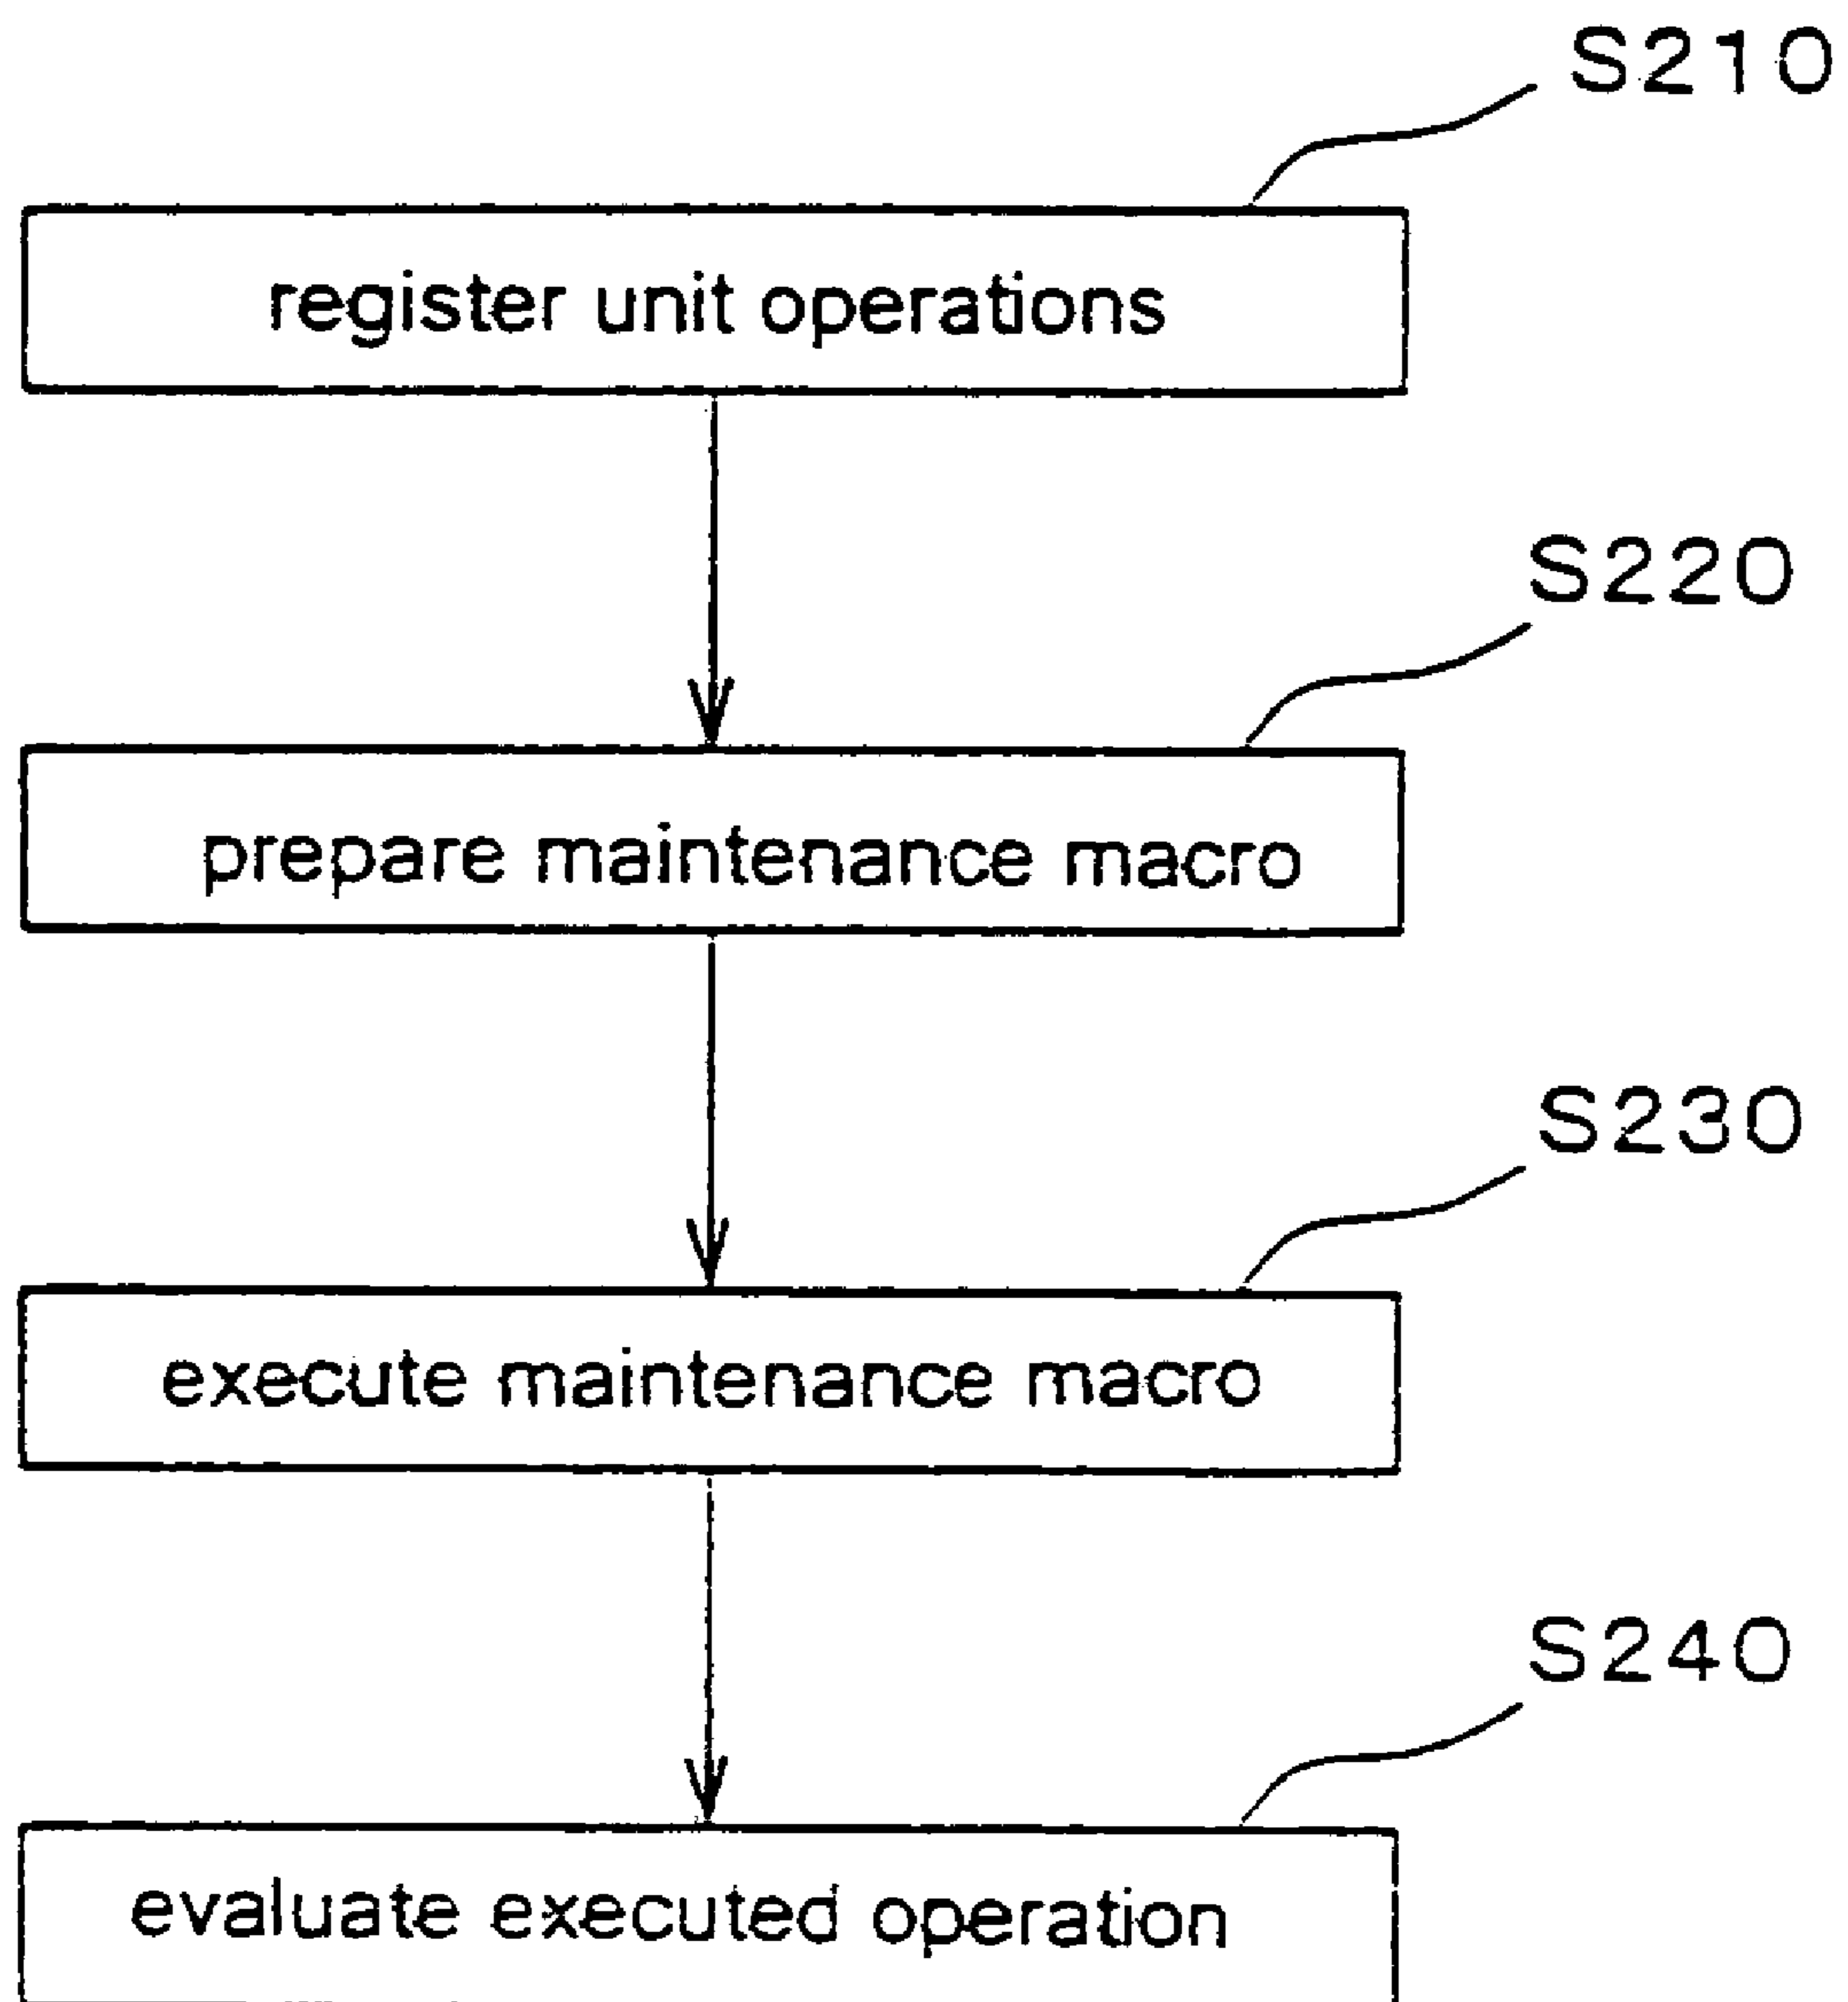 S210
register unit operations
S220
prepare maintenance macro
S230
execute maintenance macro
S240
evaluate executed operation